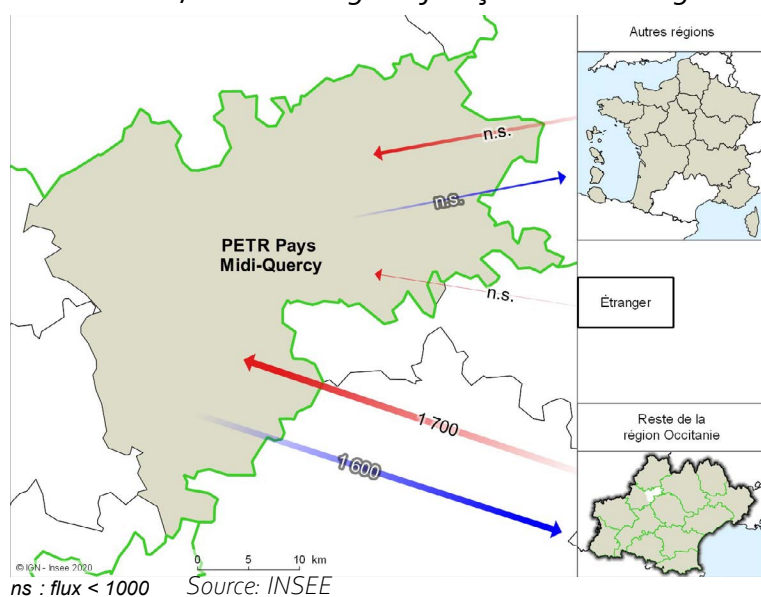 Autres régions
n.s.
n.s.
PETR Pays
Midi-Quercy
n.s.
Étranger
1 700
Reste de la
région Occitanie
1 600
0 5 10 km
© IGN - Insee 2020
ns : flux < 1000 Source: INSEE